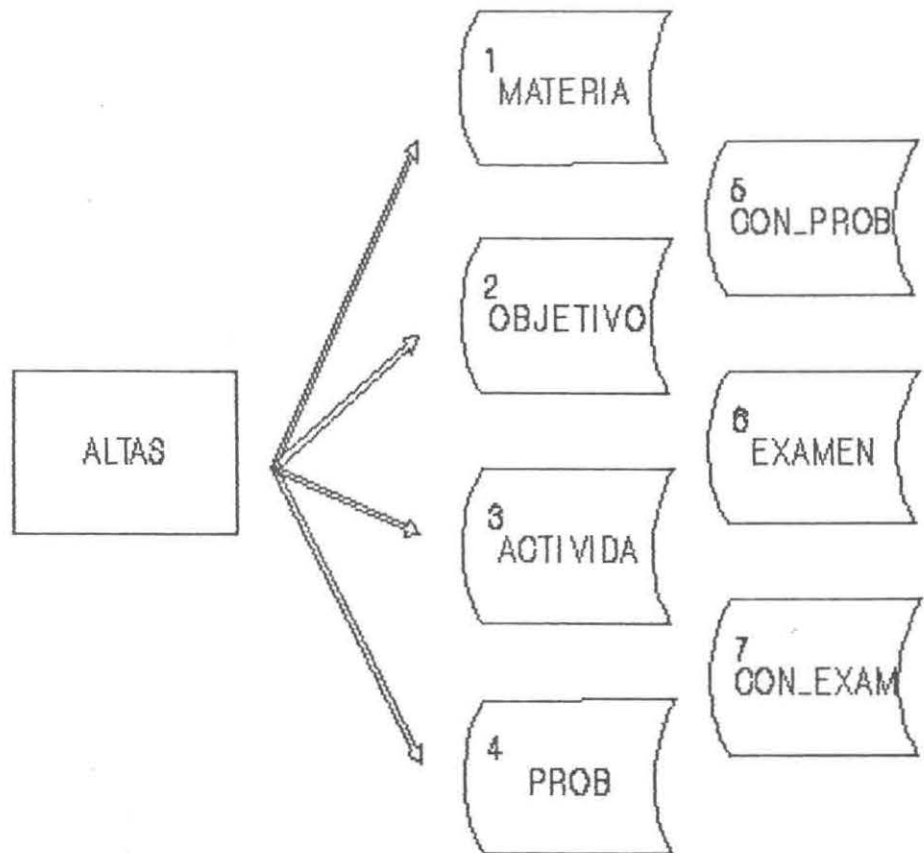 1
MATERIA
5
CON_PROB
2
OBJETIVO
ALTAS
6
EXAMEN
3
ACTIVIDA
7
CON_EXAM
4
PROB